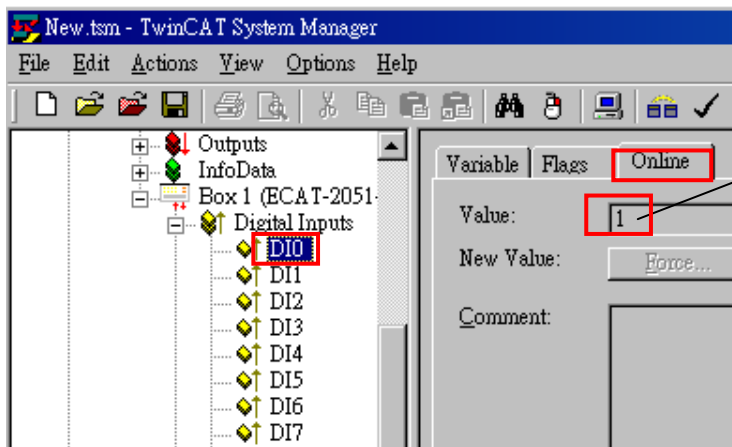 New.tsm - TwinCAT System Manager
File Edit Actions View Options Help
Outputs
InfoData
Box 1 (ECAT-2051-
Digital Inputs
DI0
DI1
DI2
DI3
DI4
DI5
DI6
DI7
Variable Flags Online
Value: 1
New Value: Force...
Comment: